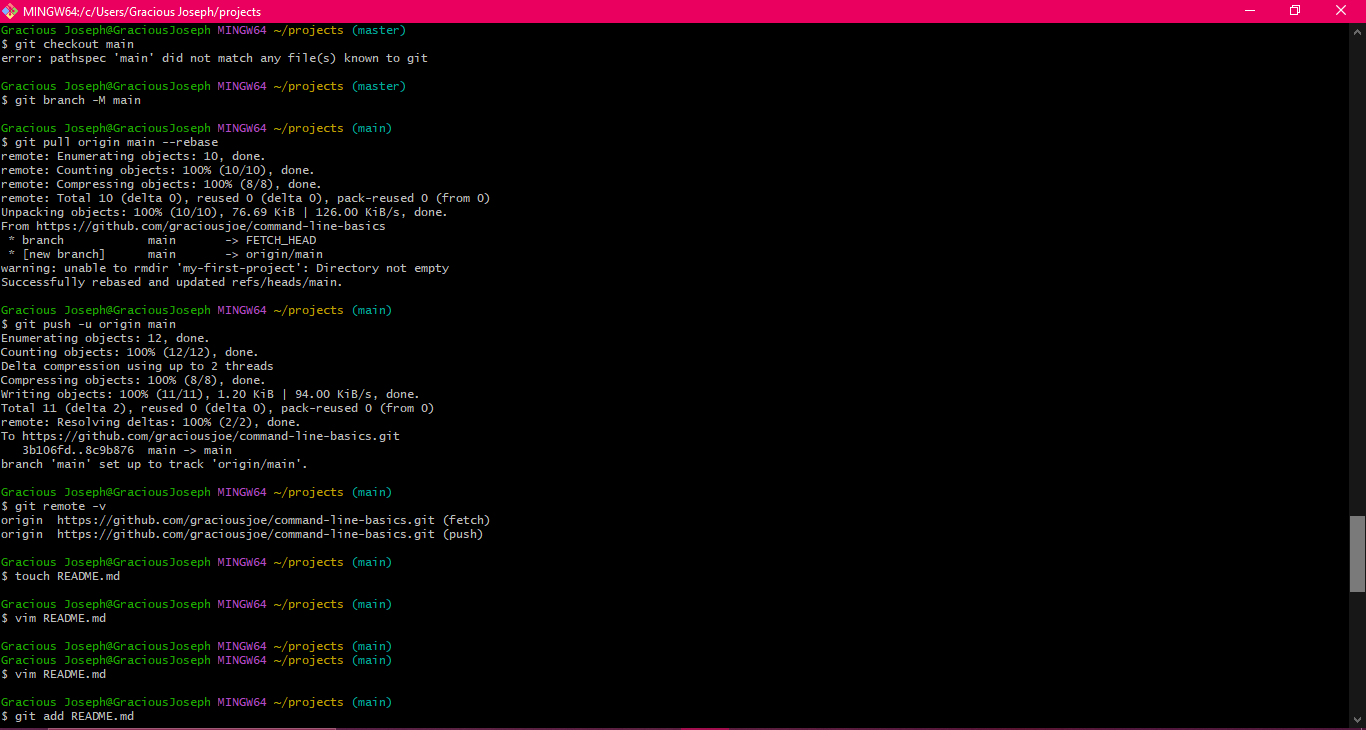 MINGW64:/c/Users/Gracious Joseph/projects
Gracious Joseph@GraciousJoseph MINGW64 ~/projects (master)
$ git checkout main
error: pathspec 'main' did not match any file(s) known to git
Gracious Joseph@GraciousJoseph MINGW64 ~/projects (master)
$ git branch -M main
Gracious Joseph@GraciousJoseph MINGW64 ~/projects (main)
$ git pull origin main --rebase
remote: Enumerating objects: 10, done.
remote: Counting objects: 100% (10/10), done.
remote: Compressing objects: 100% (8/8), done.
remote: Total 10 (delta 0), reused 0 (delta 0), pack-reused 0 (from 0)
Unpacking objects: 100% (10/10), 76.69 KiB | 126.00 KiB/s, done.
From https://github.com/graciousjoe/command-line-basics
 * branch            main       -> FETCH_HEAD
 * [new branch]      main       -> origin/main
warning: unable to rmdir 'my-first-project': Directory not empty
Successfully rebased and updated refs/heads/main.
Gracious Joseph@GraciousJoseph MINGW64 ~/projects (main)
$ git push -u origin main
Enumerating objects: 12, done.
Counting objects: 100% (12/12), done.
Delta compression using up to 2 threads
Compressing objects: 100% (8/8), done.
Writing objects: 100% (11/11), 1.20 KiB | 94.00 KiB/s, done.
Total 11 (delta 2), reused 0 (delta 0), pack-reused 0 (from 0)
remote: Resolving deltas: 100% (2/2), done.
To https://github.com/graciousjoe/command-line-basics.git
   3b106fd..8c9b876  main -> main
branch 'main' set up to track 'origin/main'.
Gracious Joseph@GraciousJoseph MINGW64 ~/projects (main)
$ git remote -v
origin  https://github.com/graciousjoe/command-line-basics.git (fetch)
origin  https://github.com/graciousjoe/command-line-basics.git (push)
Gracious Joseph@GraciousJoseph MINGW64 ~/projects (main)
$ touch README.md
Gracious Joseph@GraciousJoseph MINGW64 ~/projects (main)
$ vim README.md
Gracious Joseph@GraciousJoseph MINGW64 ~/projects (main)
Gracious Joseph@GraciousJoseph MINGW64 ~/projects (main)
$ vim README.md
Gracious Joseph@GraciousJoseph MINGW64 ~/projects (main)
$ git add README.md